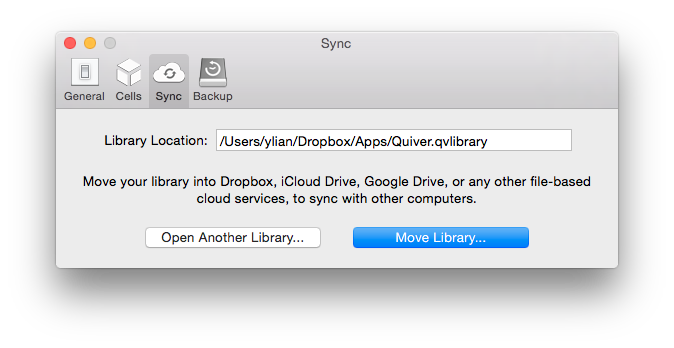 Sync
General Cells Sync Backup
Library Location: /Users/ylian/Dropbox/Apps/Quiver.qvlibrary
Move your library into Dropbox, iCloud Drive, Google Drive, or any other file-based
cloud services, to sync with other computers.
Open Another Library... Move Library...